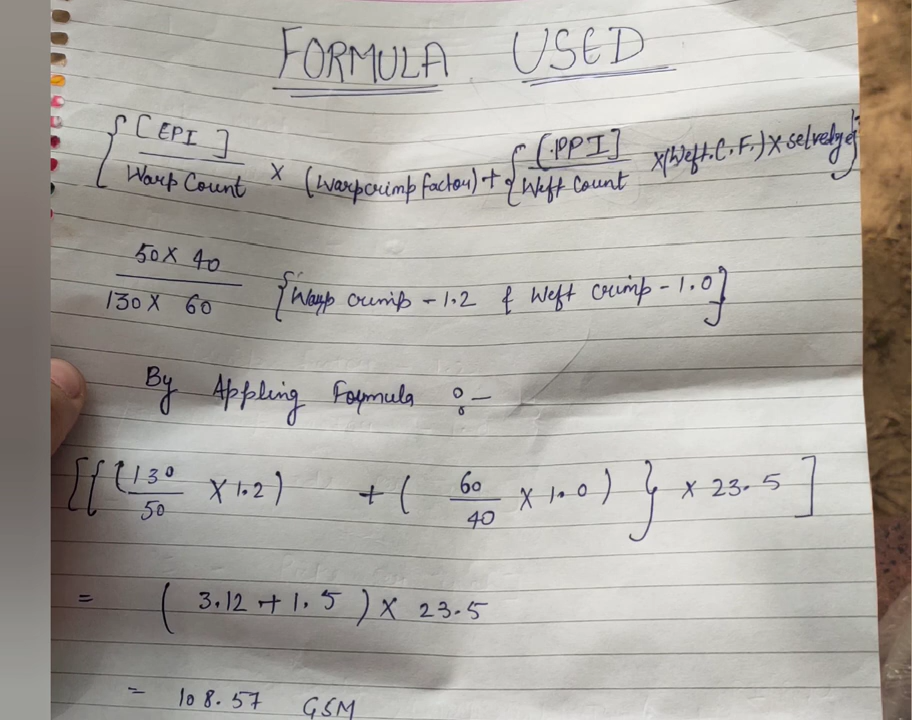 FORMULA USED
{[EPI] / Warp Count × (Warpcrimp factor) + {[PPI] / Weft Count ×(Weft.C.F.)×selvedge}
50× 40
130× 60 {Warp crimp - 1.2 & Weft crimp - 1.0}
By Appling Formula :-
[{{(130 / 50 ×1.2) + (60 / 40 × 1.0)} × 23.5]
= (3.12 + 1.5) × 23.5
= 108.57 GSM